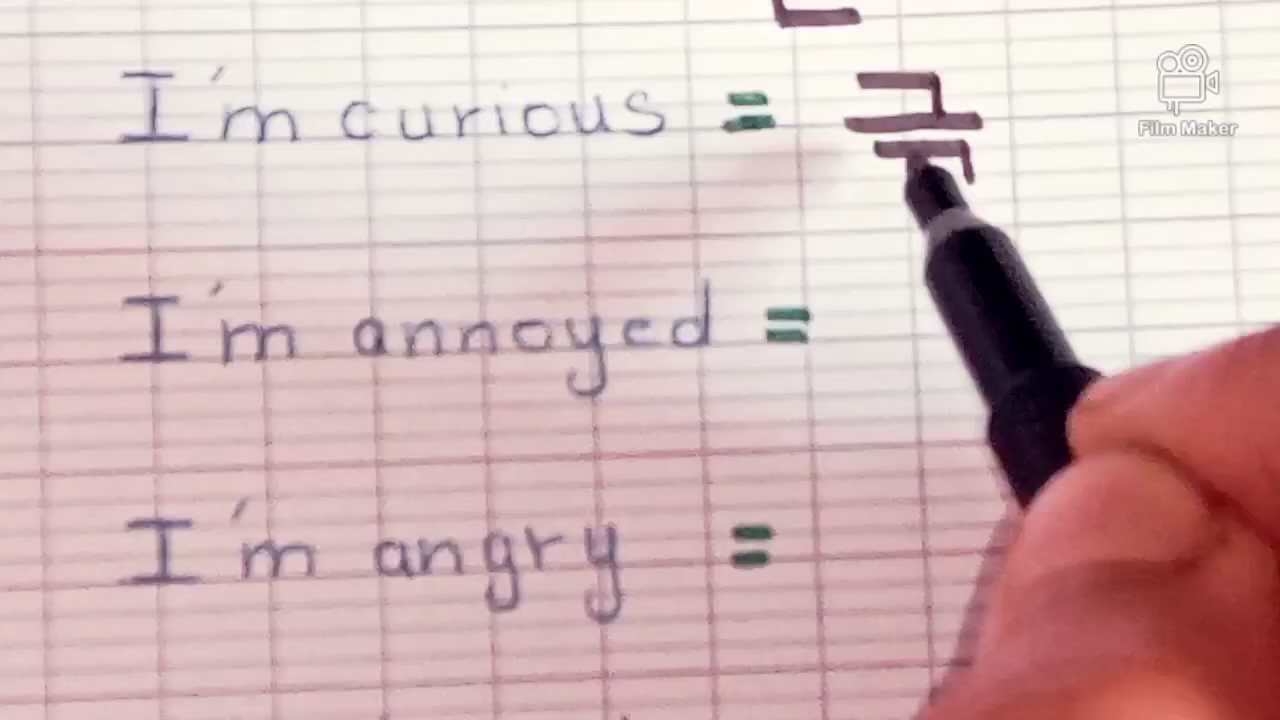 I'm curious =
Film Maker
I'm annoyed =
I'm angry =